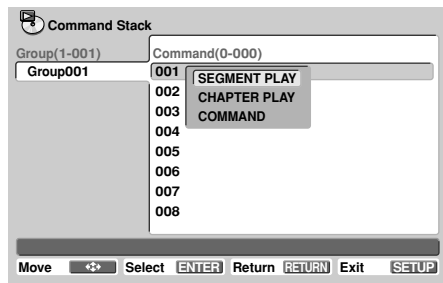 Command Stack
Group(1-001) Command(0-000)
Group001 001 SEGMENT PLAY
002 CHAPTER PLAY
003 COMMAND
004
005
006
007
008
Move Select ENTER Return RETURN Exit SETUP